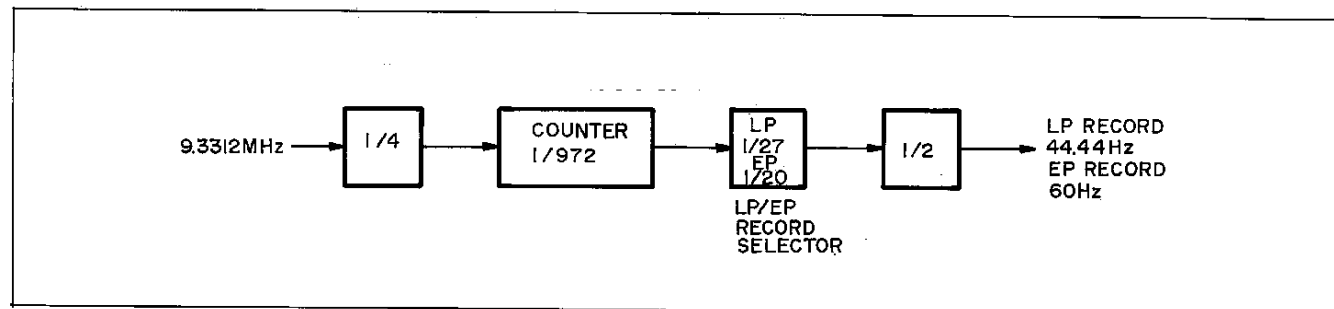 9.3312MHz
1/4
COUNTER
1/972
LP
1/27
EP
1/20
LP/EP
RECORD
SELECTOR
1/2
LP RECORD
44.44Hz
EP RECORD
60Hz